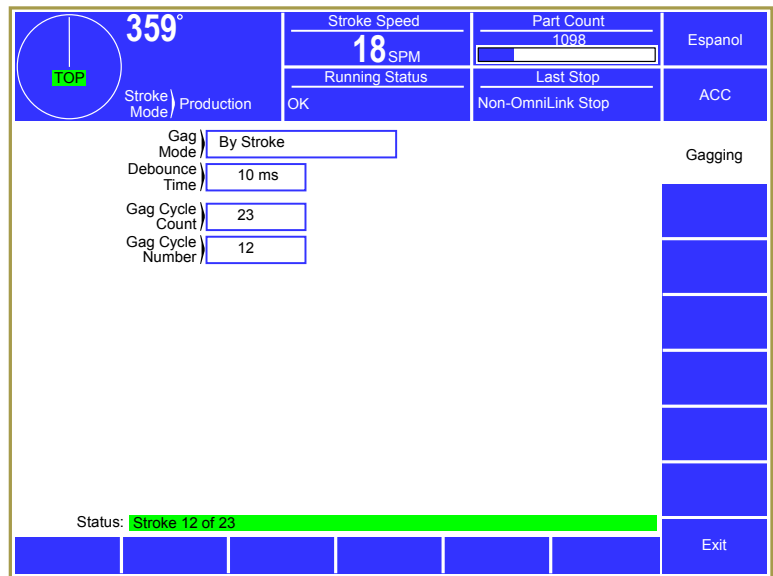 359°
TOP
Stroke Mode) Production
Stroke Speed
18 SPM
Part Count
1098
Espanol
Running Status
OK
Last Stop
Non-OmniLink Stop
ACC
Gag Mode) By Stroke
Gagging
Debounce Time) 10 ms
Gag Cycle Count) 23
Gag Cycle Number) 12
Status: Stroke 12 of 23
Exit